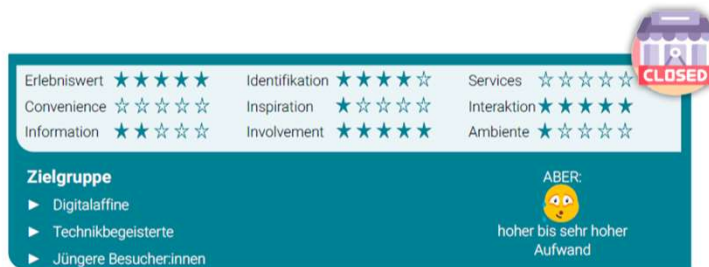 CLOSED
Erlebniswert Identifikation Services
Convenience Inspiration Interaktion
Information Involvement Ambiente
Zielgruppe
► Digitalaffine
► Technikbegeisterte
► Jüngere Besucher:innen
ABER:
hoher bis sehr hoher
Aufwand